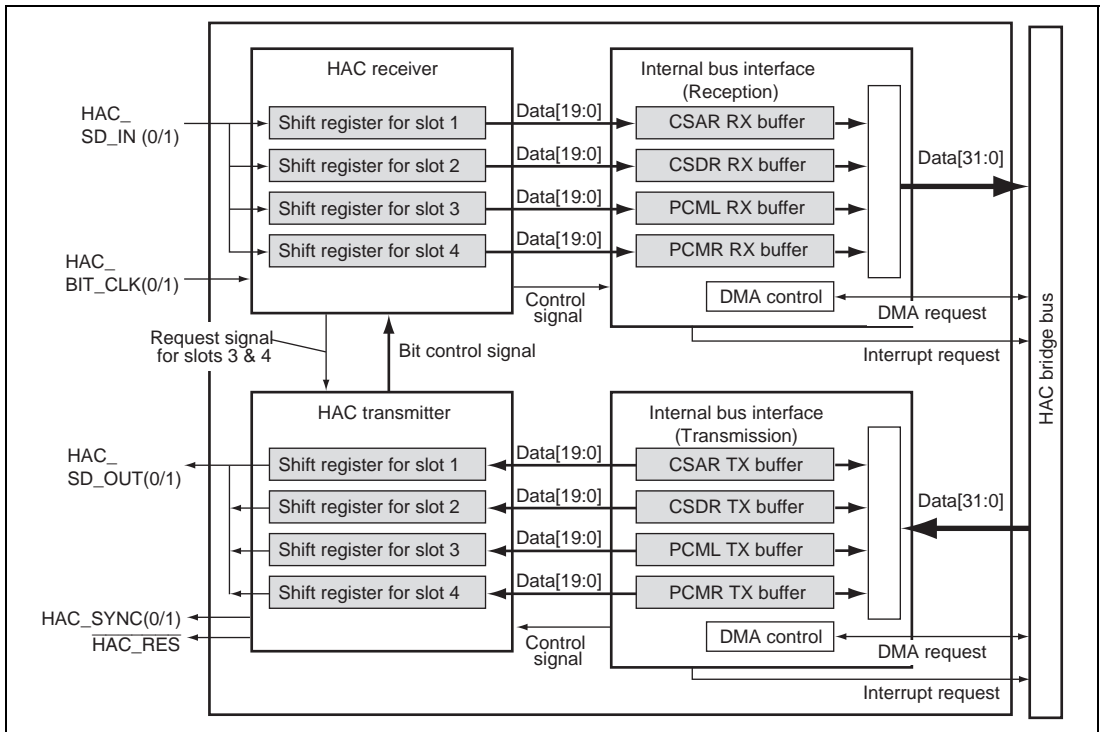 HAC receiver
Internal bus interface
(Reception)
HAC_
SD_IN (0/1)
Shift register for slot 1
Data[19:0]
CSAR RX buffer
Shift register for slot 2
Data[19:0]
CSDR RX buffer
Data[31:0]
Shift register for slot 3
Data[19:0]
PCML RX buffer
Shift register for slot 4
Data[19:0]
PCMR RX buffer
HAC_
BIT_CLK(0/1)
Control
signal
DMA control
DMA request
Request signal
for slots 3 & 4
Bit control signal
Interrupt request
HAC bridge bus
HAC transmitter
Internal bus interface
(Transmission)
HAC_
SD_OUT(0/1)
Shift register for slot 1
Data[19:0]
CSAR TX buffer
Shift register for slot 2
Data[19:0]
CSDR TX buffer
Data[31:0]
Shift register for slot 3
Data[19:0]
PCML TX buffer
Shift register for slot 4
Data[19:0]
PCMR TX buffer
HAC_SYNC(0/1)
HAC_RES
Control
signal
DMA control
DMA request
Interrupt request